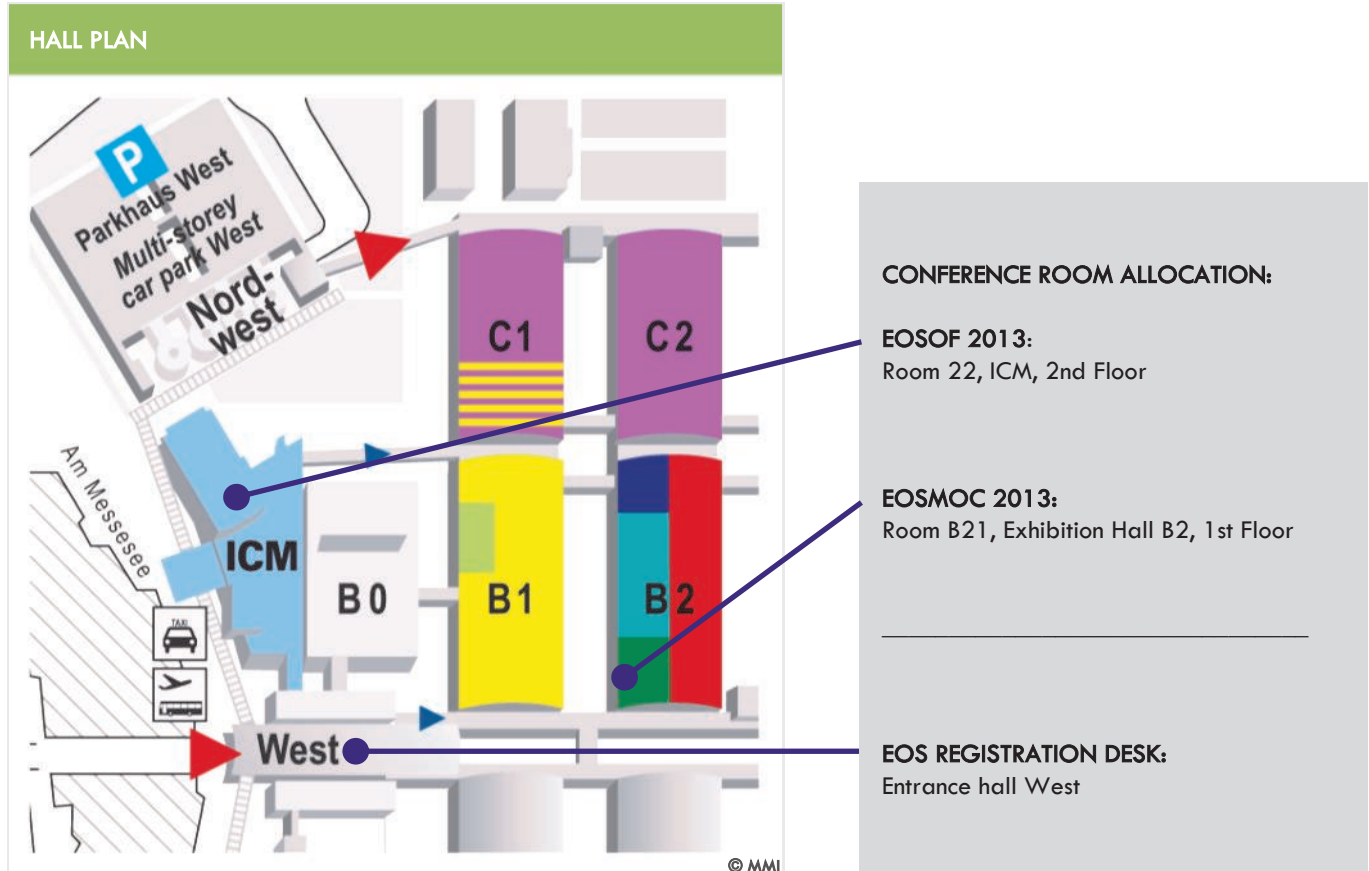 HALL PLAN
P
Parkhaus West
Multi-storey
car park West
Nord-
west
C1
C2
Am Messesee
ICM
B0
B1
B2
TAXI
West
© MMI
CONFERENCE ROOM ALLOCATION:
EOSOF 2013:
Room 22, ICM, 2nd Floor
EOSMOC 2013:
Room B21, Exhibition Hall B2, 1st Floor
EOS REGISTRATION DESK:
Entrance hall West